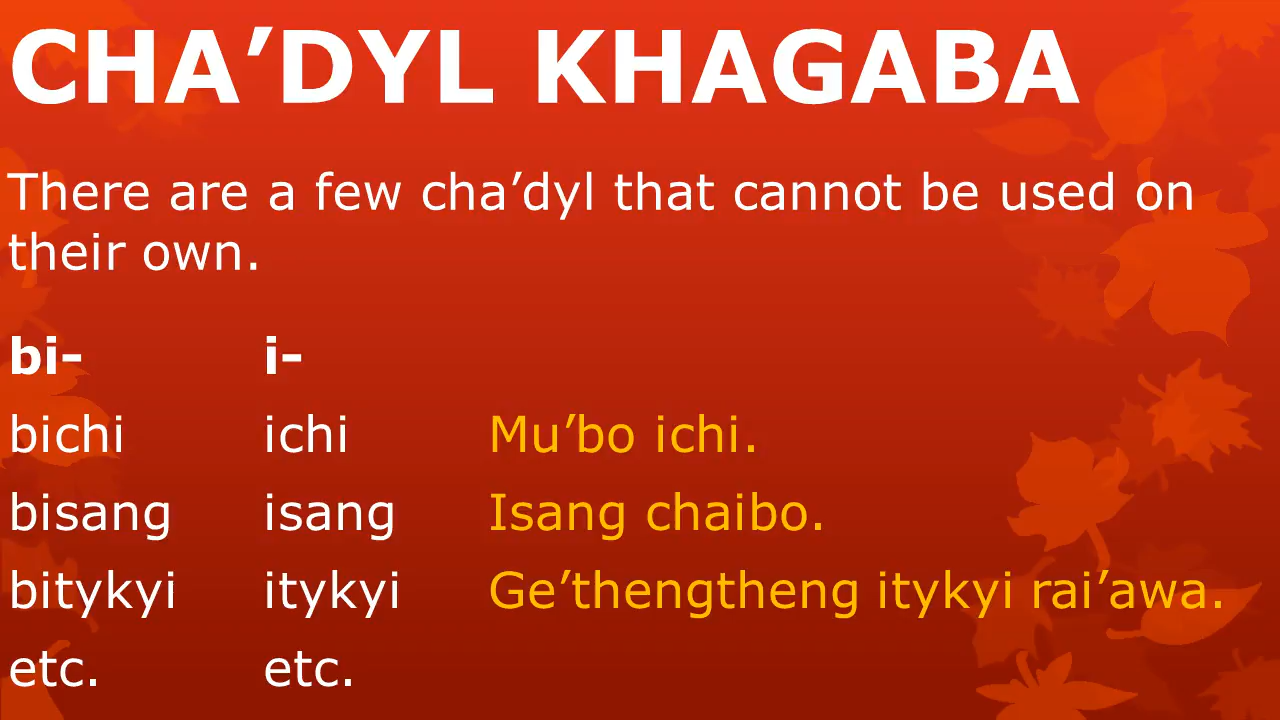 CHA’DYL KHAGABA
There are a few cha’dyl that cannot be used on
their own.
bi- i-
bichi ichi Mu’bo ichi.
bisang isang Isang chaibo.
bitykyi itykyi Ge’thengtheng itykyi rai’awa.
etc. etc.